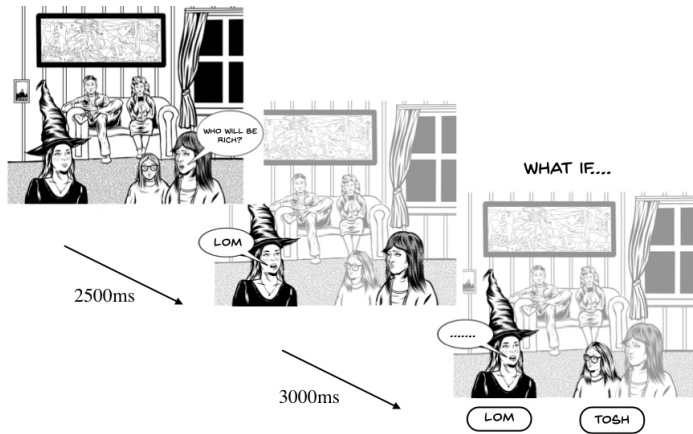 WHO WILL BE
RICH?
LOM
2500ms
WHAT IF....
.......
3000ms
LOM
TOSH